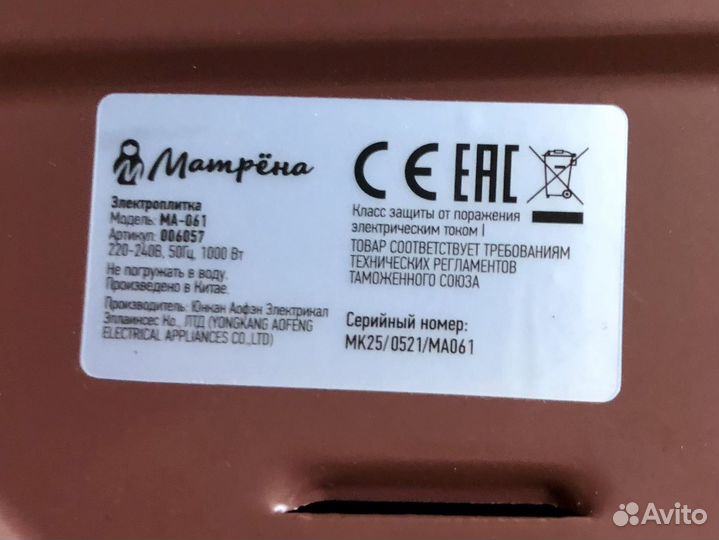 Матрёна
Электроплитка
Модель: МА-061
Артикул: 006057
220-240В, 50Гц, 1000 Вт
Не погружать в воду.
Произведено в Китае.
Производитель: Юнкан Аофэн Электрикал
Эплаинсес Ко., ЛТД (YONGKANG AOFENG
ELECTRICAL APPLIANCES CO.,LTD)
CE EAC
Класс защиты от поражения
электрическим током I
ТОВАР СООТВЕТСТВУЕТ ТРЕБОВАНИЯМ
ТЕХНИЧЕСКИХ РЕГЛАМЕНТОВ
ТАМОЖЕННОГО СОЮЗА
Серийный номер:
MK25/0521/MA061
Avito